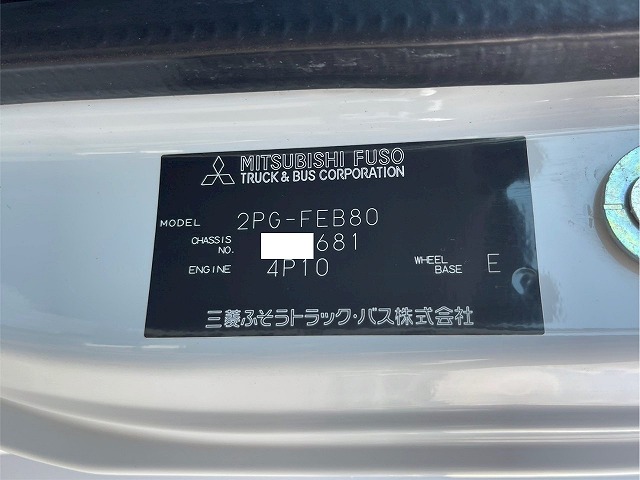 MITSUBISHI FUSO
TRUCK & BUS CORPORATION
MODEL 2PG-FEB80
CHASSIS NO. 681
ENGINE 4P10 WHEEL BASE E
三菱ふそうトラック・バス株式会社